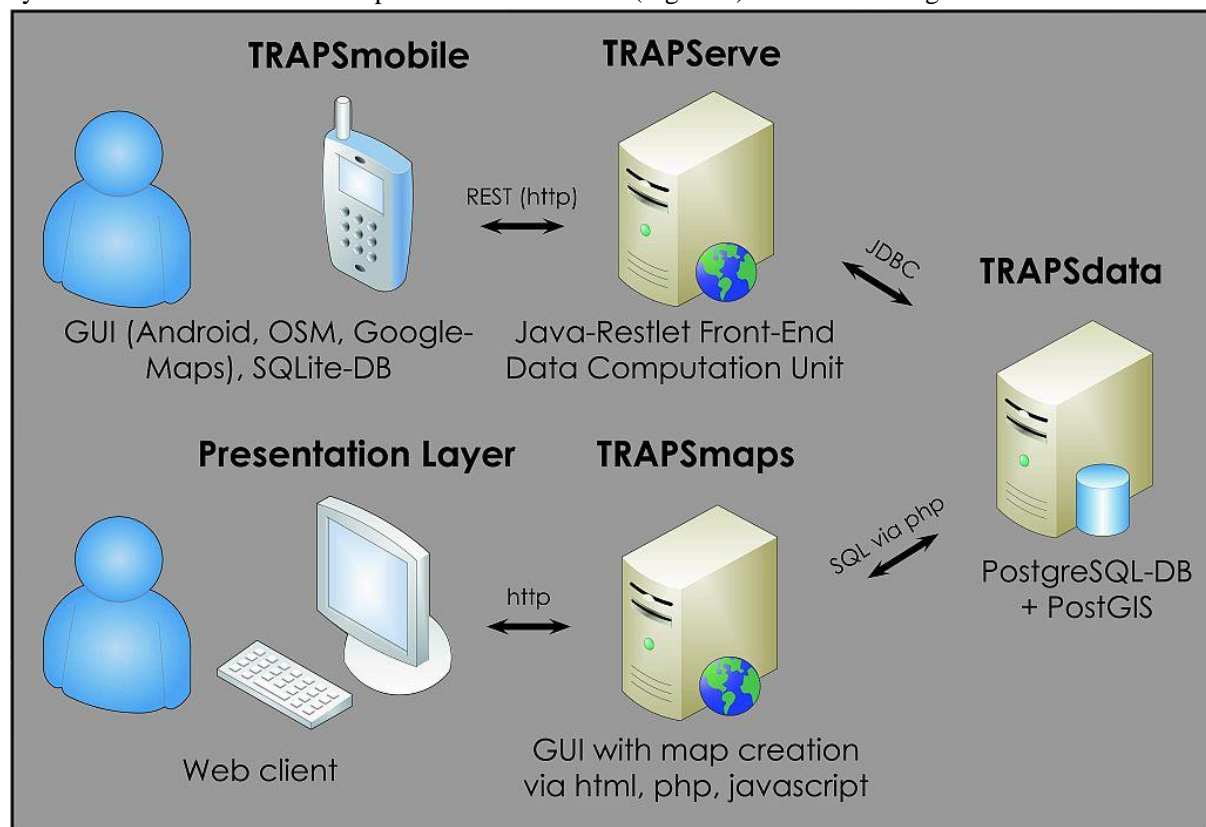 TRAPSmobile
TRAPServe
REST (http)
JDBC
TRAPSdata
GUI (Android, OSM, Google-
Maps), SQLite-DB
Java-Restlet Front-End
Data Computation Unit
Presentation Layer
TRAPSmaps
http
SQL via php
PostgreSQL-DB
+ PostGIS
Web client
GUI with map creation
via html, php, javascript